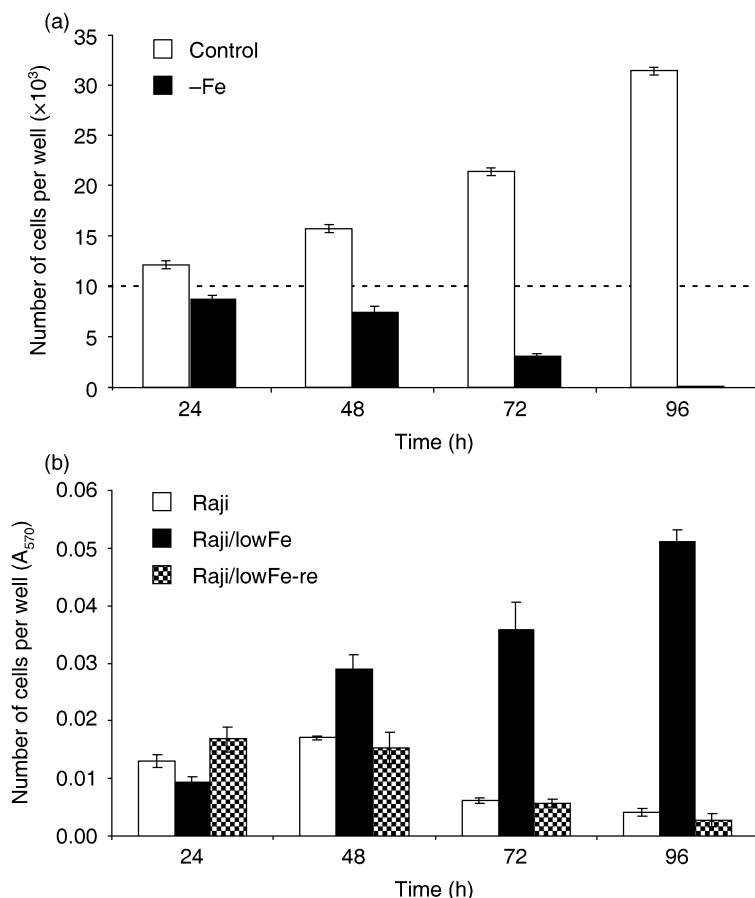 (a)
Control
–Fe
Number of cells per well (×10³)
35
30
25
20
15
10
5
0
24 48 72 96
Time (h)
(b)
Raji
Raji/lowFe
Raji/lowFe-re
Number of cells per well (A₅₇₀)
0.06
0.05
0.04
0.03
0.02
0.01
0.00
24 48 72 96
Time (h)